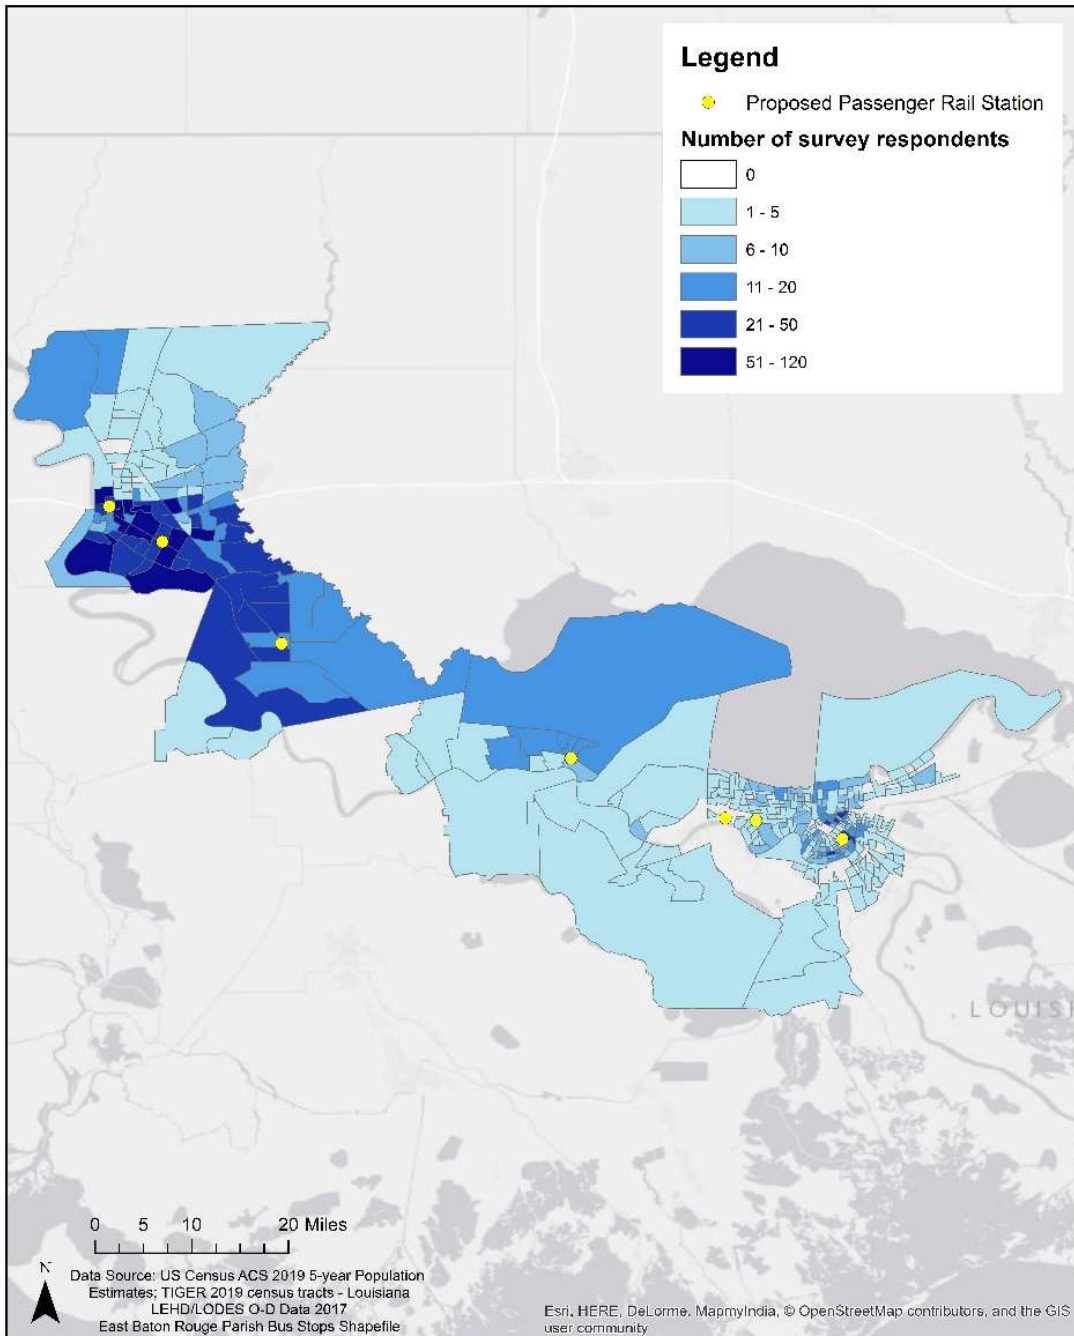 Legend
Proposed Passenger Rail Station
Number of survey respondents
0
1 - 5
6 - 10
11 - 20
21 - 50
51 - 120
LOUIS
0 5 10 20 Miles
N
Data Source: US Census ACS 2019 5-year Population
Estimates; TIGER 2019 census tracts - Louisiana
LEHD/LODES O-D Data 2017
East Baton Rouge Parish Bus Stops Shapefile
Esri, HERE, DeLorme, MapmyIndia, © OpenStreetMap contributors, and the GIS
user community